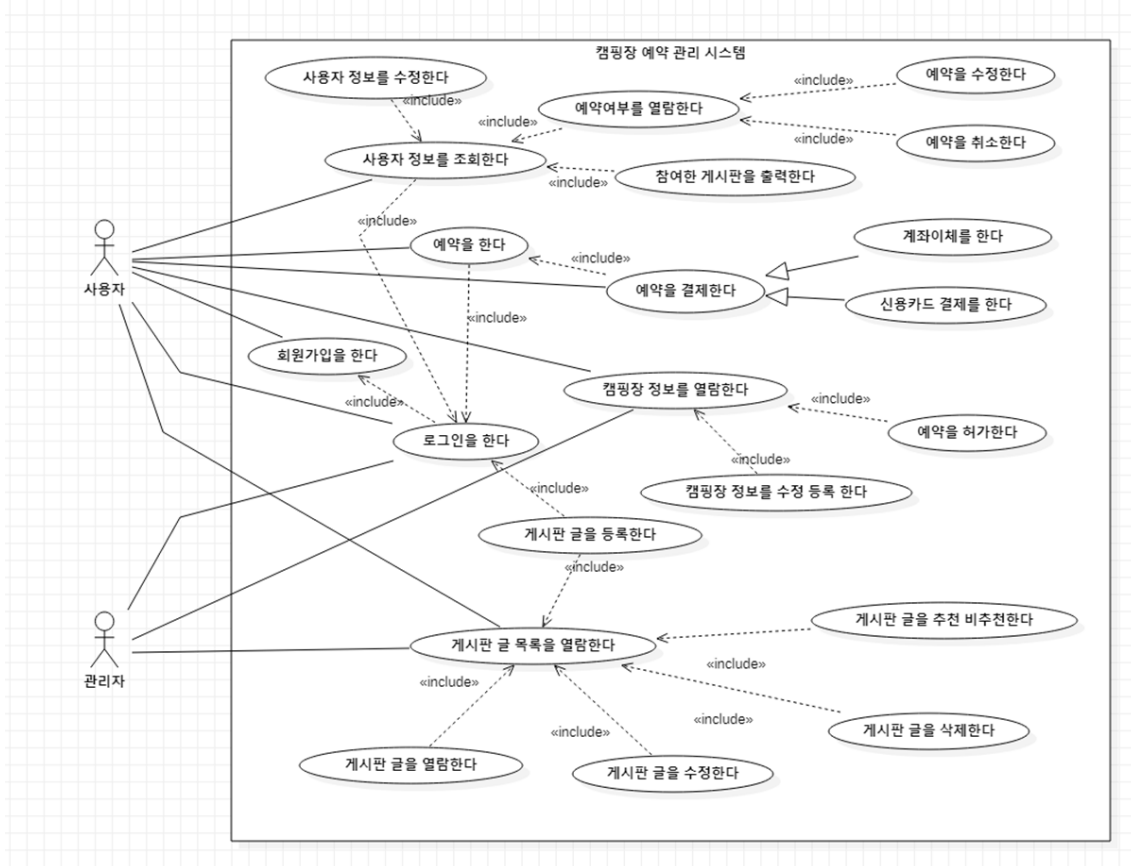 캠핑장 예약 관리 시스템
사용자 정보를 수정한다
«include»
예약을 수정한다
«include»
예약여부를 열람한다
«include»
«include»
예약을 취소한다
사용자 정보를 조회한다
참여한 게시판을 출력한다
«include»
«include»
사용자
예약을 한다
«include»
계좌이체를 한다
예약을 결제한다
신용카드 결제를 한다
«include»
회원가입을 한다
캠핑장 정보를 열람한다
«include»
«include»
로그인을 한다
예약을 허가한다
«include»
«include»
캠핑장 정보를 수정 등록 한다
게시판 글을 등록한다
«include»
게시판 글을 추천 비추천한다
게시판 글 목록을 열람한다
관리자
«include»
«include»
«include»
«include»
게시판 글을 삭제한다
게시판 글을 열람한다
게시판 글을 수정한다